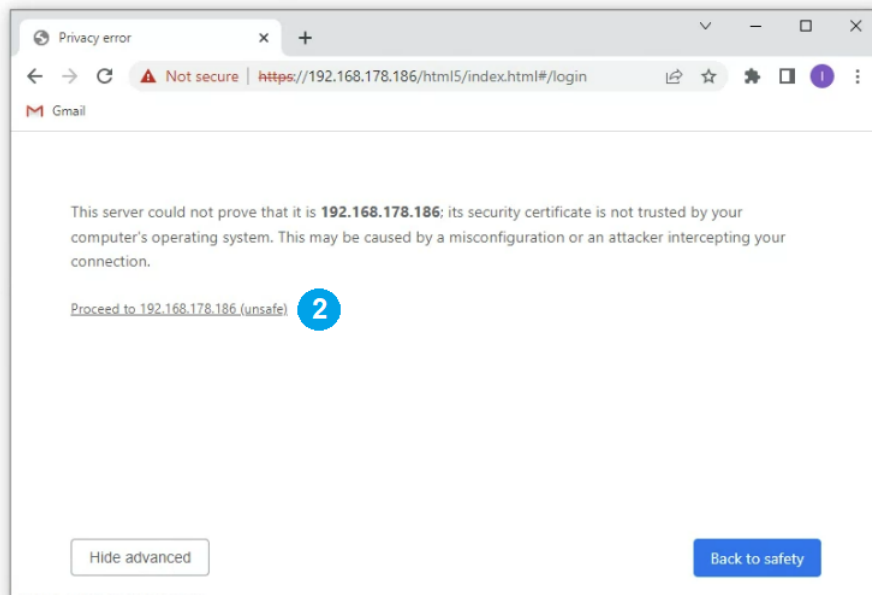 Privacy error
Not secure | https://192.168.178.186/html5/index.html#/login
I
Gmail
This server could not prove that it is 192.168.178.186; its security certificate is not trusted by your
computer's operating system. This may be caused by a misconfiguration or an attacker intercepting your
connection.
Proceed to 192.168.178.186 (unsafe) 2
Hide advanced Back to safety